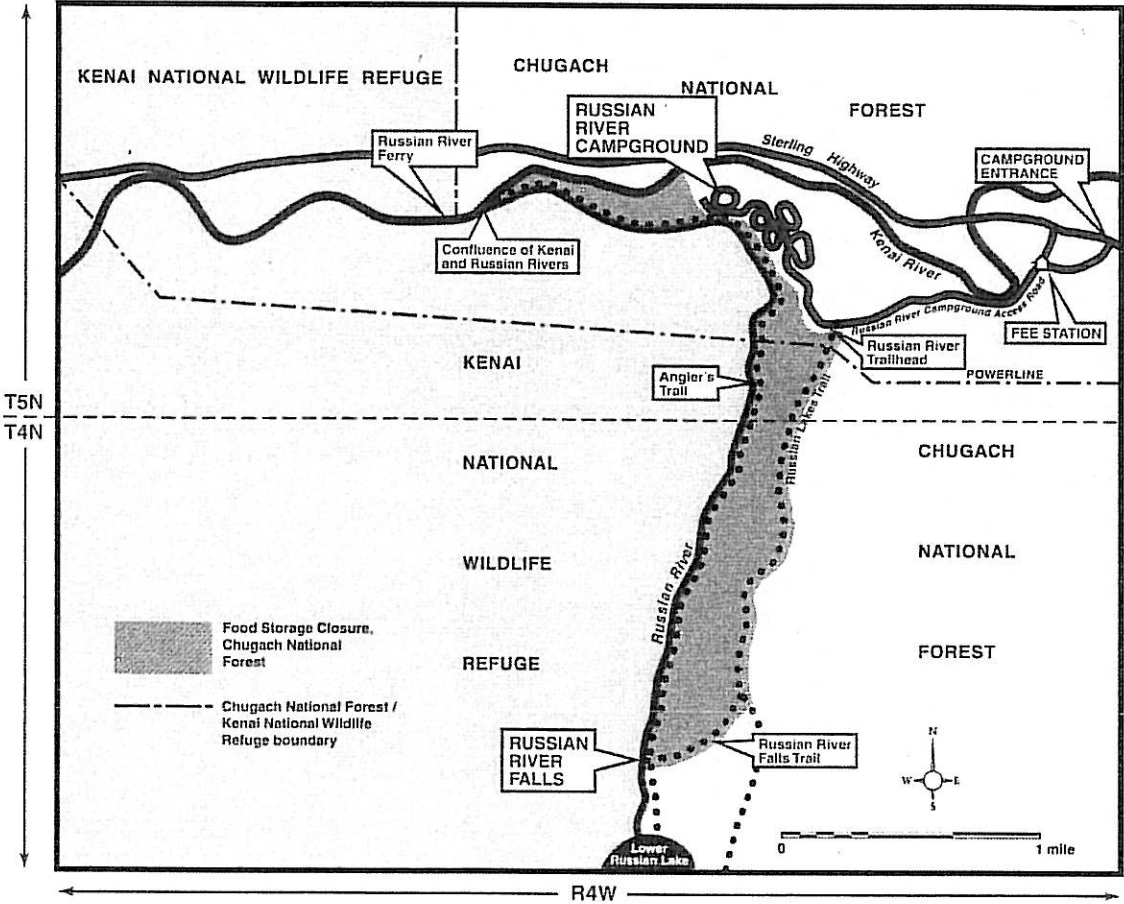 KENAI NATIONAL WILDLIFE REFUGE
CHUGACH
NATIONAL
FOREST
RUSSIAN
RIVER
CAMPGROUND
Russian River
Ferry
Sterling Highway
CAMPGROUND
ENTRANCE
Confluence of Kenai
and Russian Rivers
Kenai River
Russian River Campground Access Road
FEE STATION
Russian River
Trailhead
POWERLINE
KENAI
Angler's
Trail
Russian Lakes Trail
T5N
T4N
NATIONAL
CHUGACH
WILDLIFE
NATIONAL
Russian River
REFUGE
FOREST
Food Storage Closure,
Chugach National
Forest
Chugach National Forest /
Kenai National Wildlife
Refuge boundary
RUSSIAN
RIVER
FALLS
Russian River
Falls Trail
N
W E
S
0 1 mile
Lower
Russian Lake
R4W